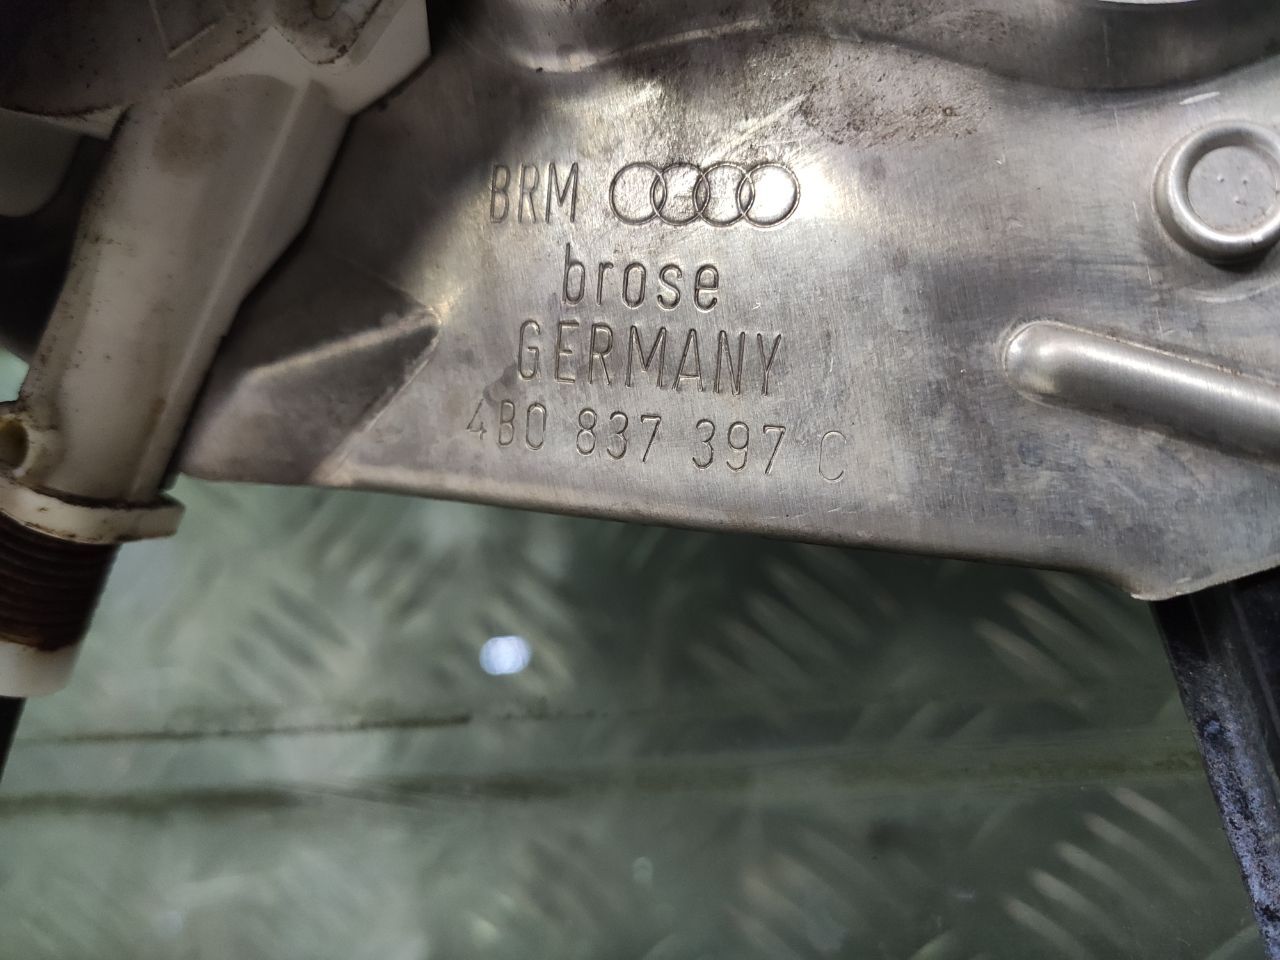 BRM
brose
GERMANY
4B0 837 397 C